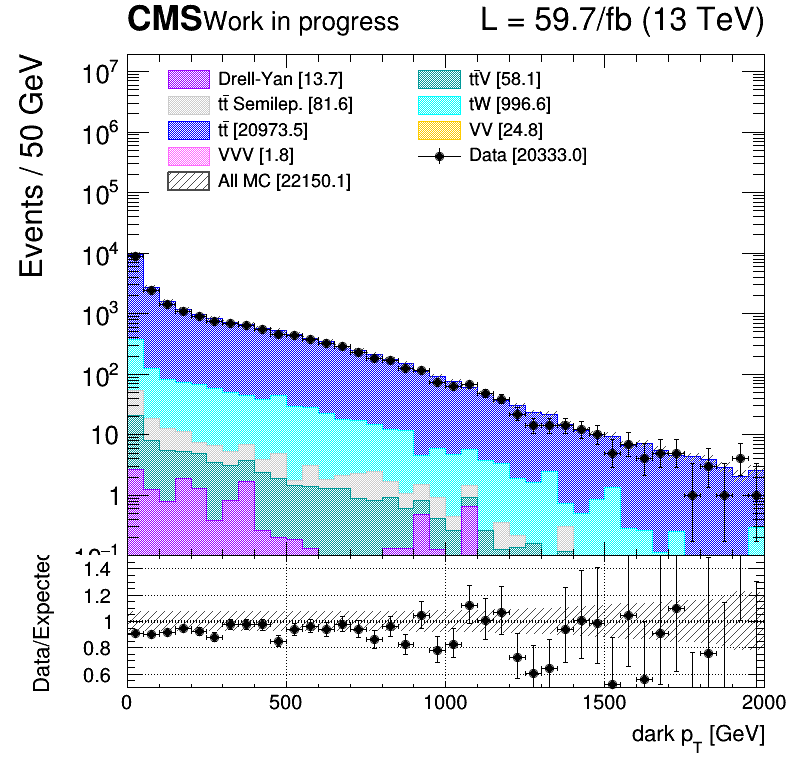 CMS Work in progress L = 59.7/fb (13 TeV)
Events / 50 GeV
Drell-Yan [13.7] tt̄V [58.1]
tt̄ Semilep. [81.6] tW [996.6]
tt̄ [20973.5] VV [24.8]
VVV [1.8] Data [20333.0]
All MC [22150.1]
10⁷
10⁶
10⁵
10⁴
10³
10²
10
1
10⁻¹
Data/Expected
1.4
1.2
1
0.8
0.6
0 500 1000 1500 2000
dark p_T [GeV]